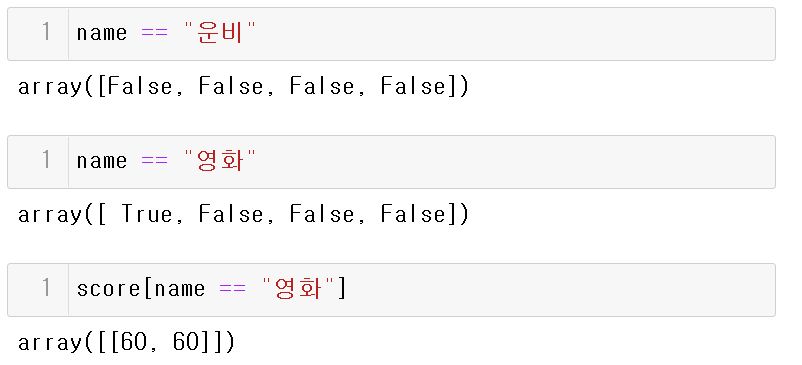 1 name == "운비"
array([False, False, False, False])
1 name == "영화"
array([ True, False, False, False])
1 score[name == "영화"]
array([[60, 60]])